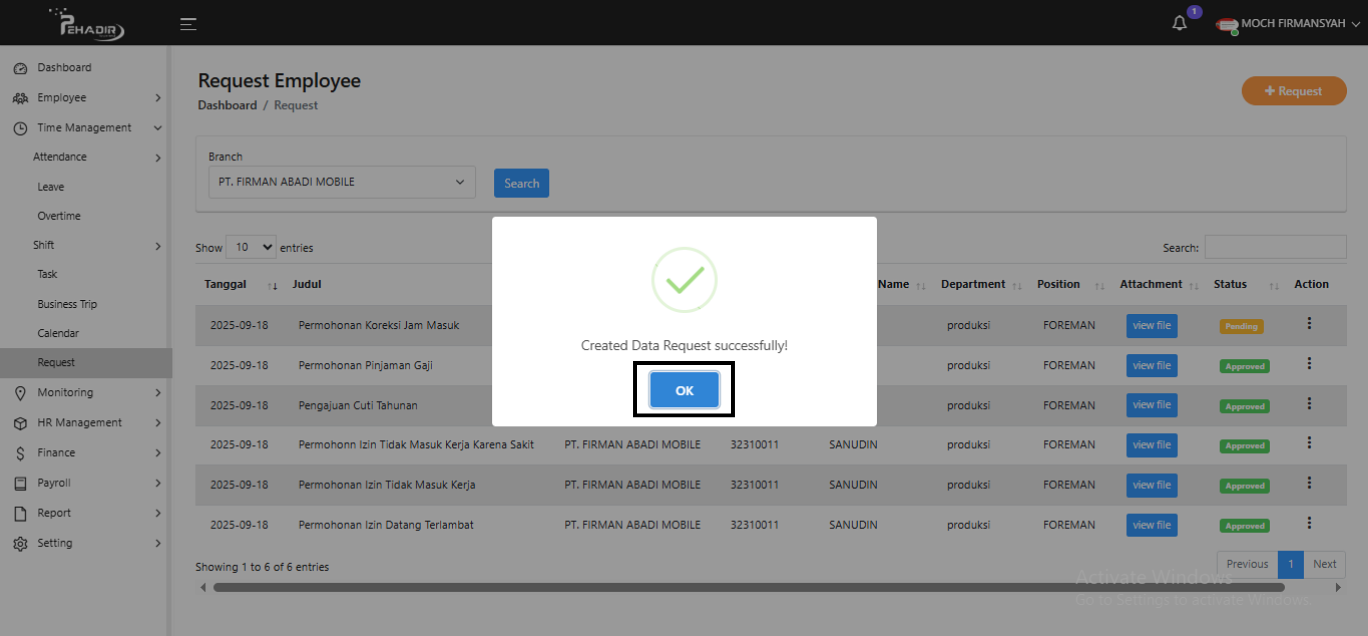 PEHADIR
1
MOCH FIRMANSYAH
Dashboard
Employee
Time Management
Attendance
Leave
Overtime
Shift
Task
Business Trip
Calendar
Request
Monitoring
HR Management
Finance
Payroll
Report
Setting
Request Employee
Dashboard / Request
+ Request
Branch
PT. FIRMAN ABADI MOBILE
Search
Show 10 entries
Search:
Tanggal Judul Name Department Position Attachment Status Action
2025-09-18 Permohonan Koreksi Jam Masuk produksi FOREMAN view file Pending
2025-09-18 Permohonan Pinjaman Gaji produksi FOREMAN view file Approved
2025-09-18 Pengajuan Cuti Tahunan produksi FOREMAN view file Approved
2025-09-18 Permohonn Izin Tidak Masuk Kerja Karena Sakit PT. FIRMAN ABADI MOBILE 32310011 SANUDIN produksi FOREMAN view file Approved
2025-09-18 Permohonan Izin Tidak Masuk Kerja PT. FIRMAN ABADI MOBILE 32310011 SANUDIN produksi FOREMAN view file Approved
2025-09-18 Permohonan Izin Datang Terlambat PT. FIRMAN ABADI MOBILE 32310011 SANUDIN produksi FOREMAN view file Approved
Created Data Request successfully!
OK
Showing 1 to 6 of 6 entries
Previous 1 Next
Activate Windows
Go to Settings to activate Windows.